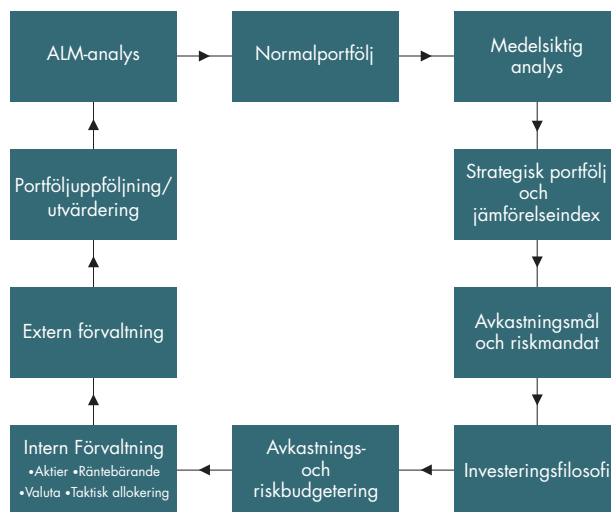 ALM-analys
Normalportfölj
Medelsiktig
analys
Strategisk portfölj
och
jämförelseindex
Avkastningsmål
och riskmandat
Investeringsfilosofi
Avkastnings-
och
riskbudgetering
Intern Förvaltning
•Aktier •Räntebärande
•Valuta •Taktisk allokering
Extern förvaltning
Portföljuppföljning/
utvärdering